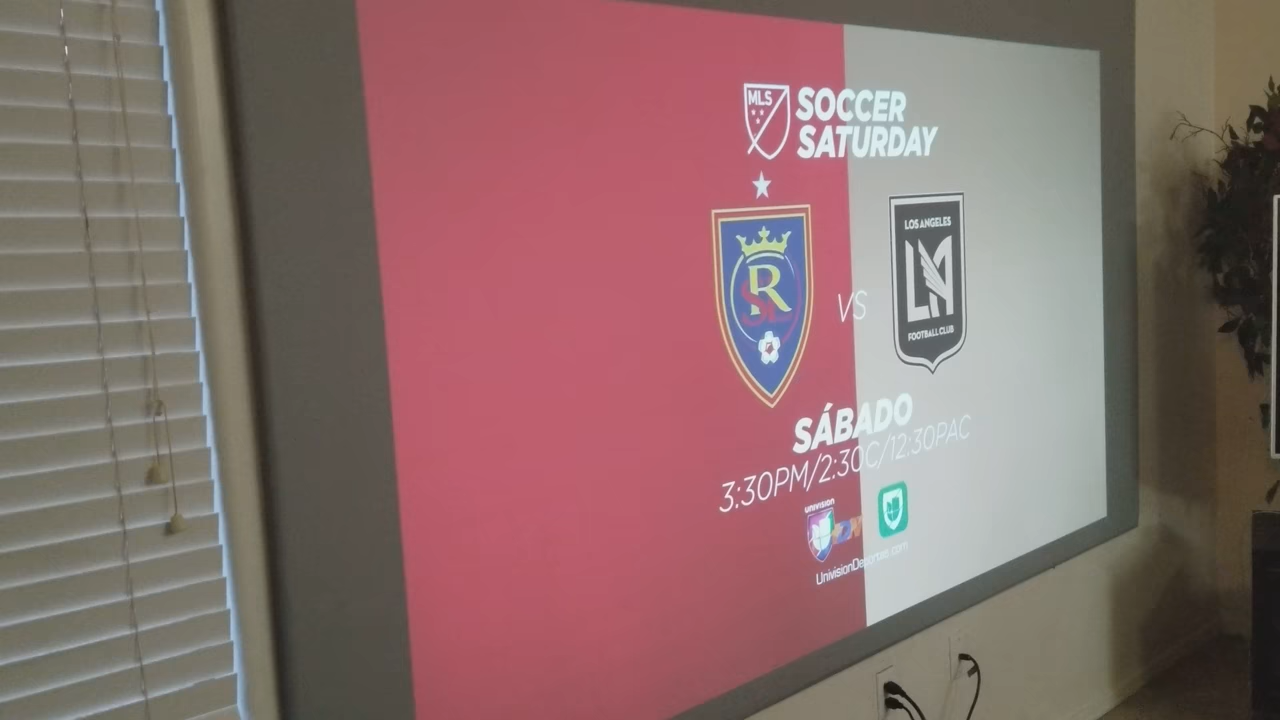 MLS
SOCCER
SATURDAY
RSL
LOS ANGELES
LA
FOOTBALL CLUB
VS
SÁBADO
3:30PM/2:30C/12:30PAC
UNIVISION
UnivisionDeportes.com